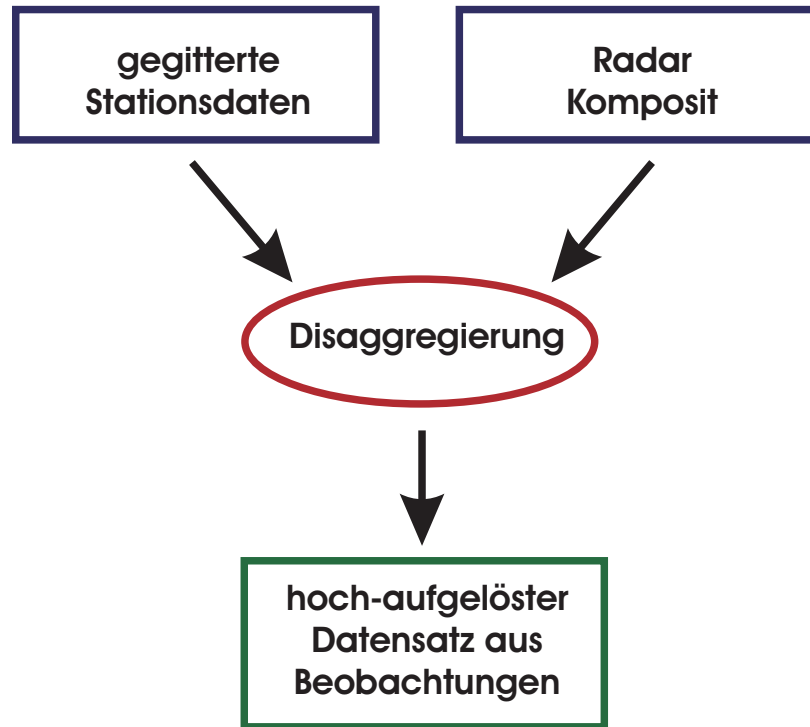 gegitterte
Stationsdaten
Radar
Komposit
Disaggregierung
hoch-aufgelöster
Datensatz aus
Beobachtungen